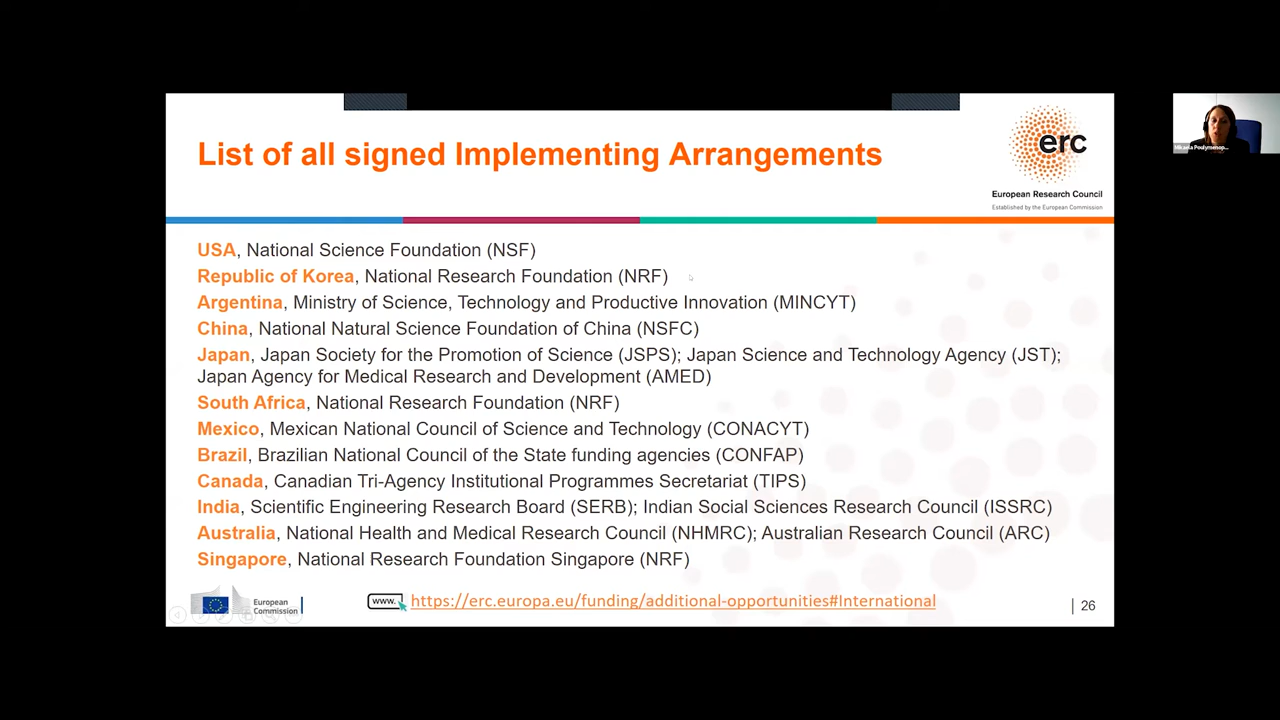 List of all signed Implementing Arrangements
erc
European Research Council
Established by the European Commission
USA, National Science Foundation (NSF)
Republic of Korea, National Research Foundation (NRF)
Argentina, Ministry of Science, Technology and Productive Innovation (MINCYT)
China, National Natural Science Foundation of China (NSFC)
Japan, Japan Society for the Promotion of Science (JSPS); Japan Science and Technology Agency (JST);
Japan Agency for Medical Research and Development (AMED)
South Africa, National Research Foundation (NRF)
Mexico, Mexican National Council of Science and Technology (CONACYT)
Brazil, Brazilian National Council of the State funding agencies (CONFAP)
Canada, Canadian Tri-Agency Institutional Programmes Secretariat (TIPS)
India, Scientific Engineering Research Board (SERB); Indian Social Sciences Research Council (ISSRC)
Australia, National Health and Medical Research Council (NHMRC); Australian Research Council (ARC)
Singapore, National Research Foundation Singapore (NRF)
European
Commission
www.
https://erc.europa.eu/funding/additional-opportunities#International
26